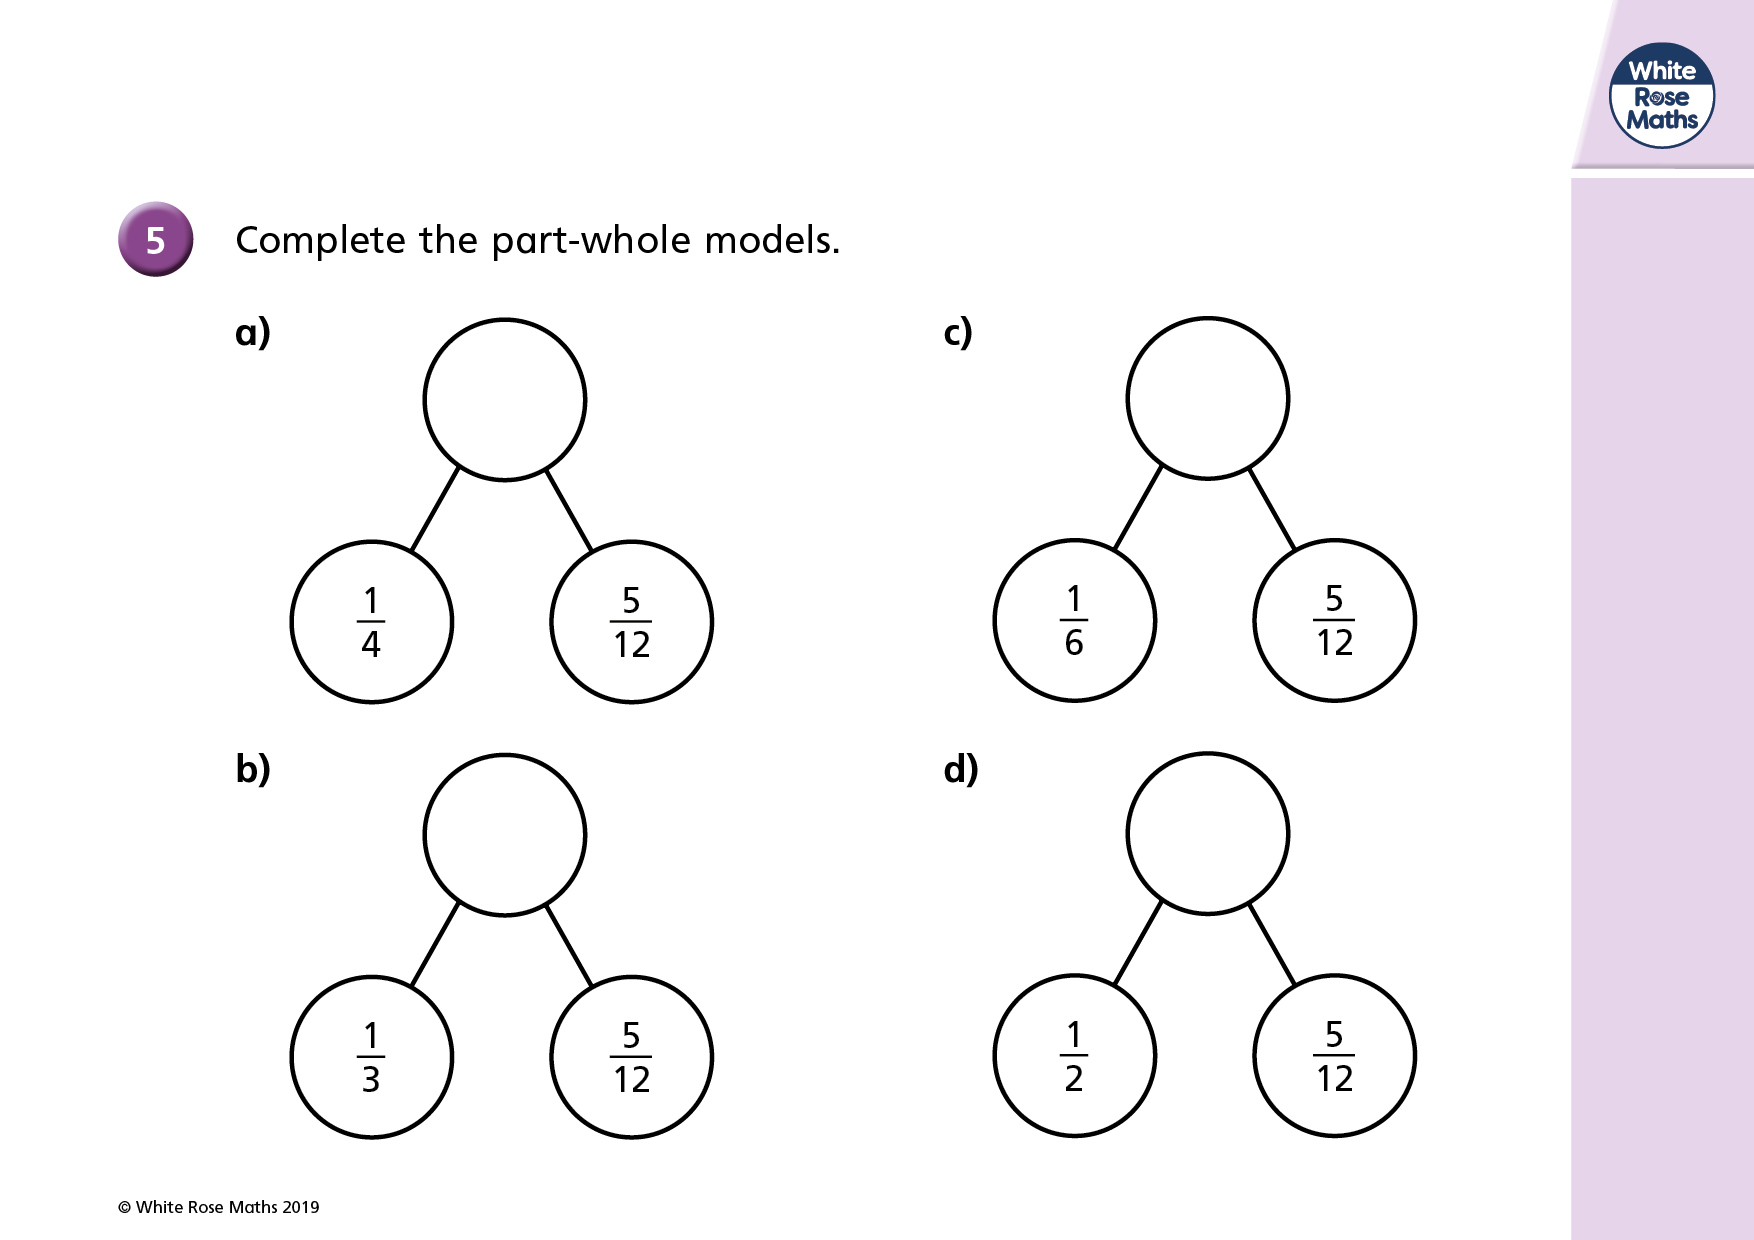 White
Rose
Maths
5 Complete the part-whole models.
a)
1
4
5
12
b)
1
3
5
12
c)
1
6
5
12
d)
1
2
5
12
© White Rose Maths 2019